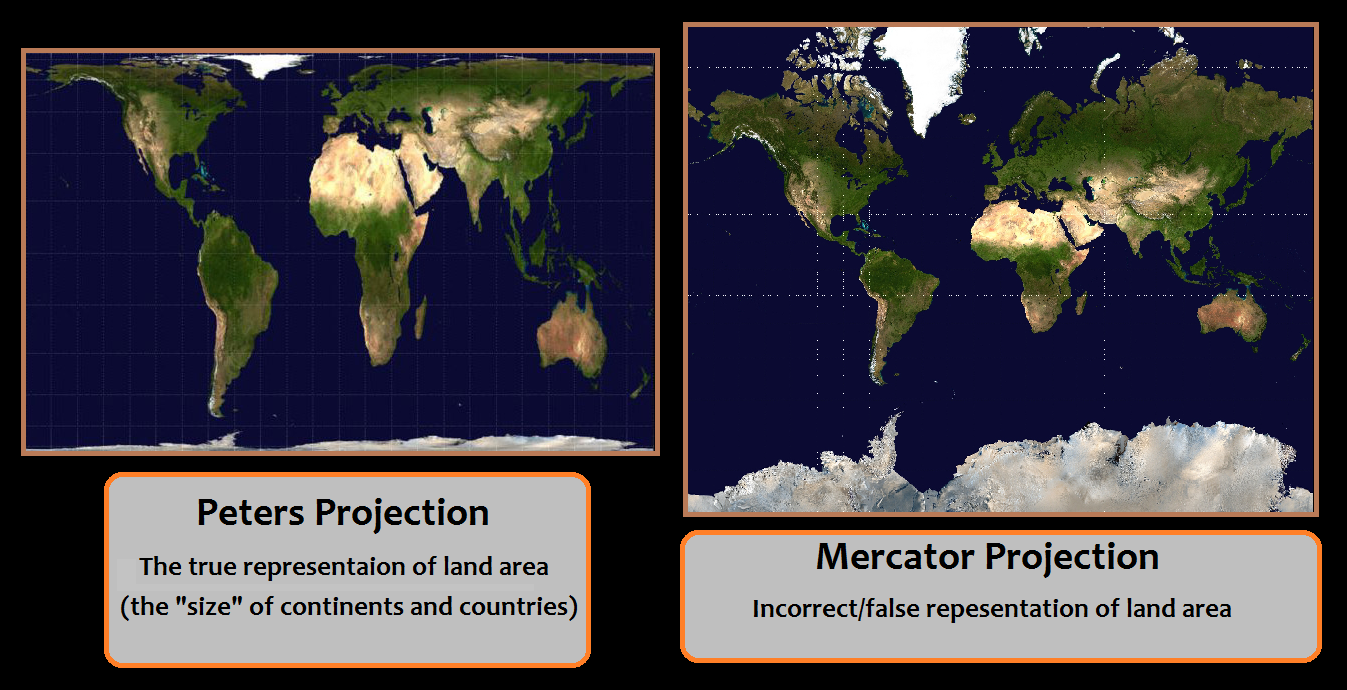 Peters Projection
The true representaion of land area
(the "size" of continents and countries)
Mercator Projection
Incorrect/false repesentation of land area